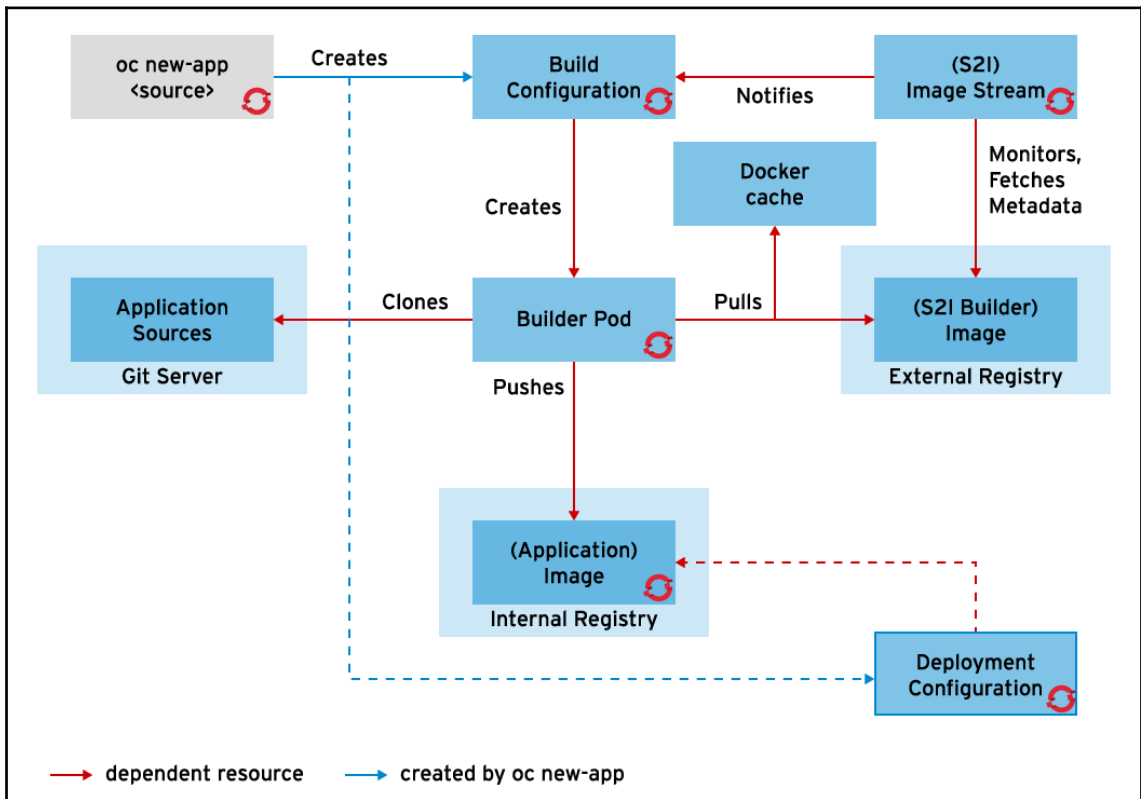 oc new-app
<source>
Creates
Build
Configuration
Notifies
(S2I)
Image Stream
Monitors,
Fetches
Metadata
Docker
cache
Creates
Application
Sources
Git Server
Clones
Builder Pod
Pulls
(S2I Builder)
Image
External Registry
Pushes
(Application)
Image
Internal Registry
Deployment
Configuration
dependent resource
created by oc new-app